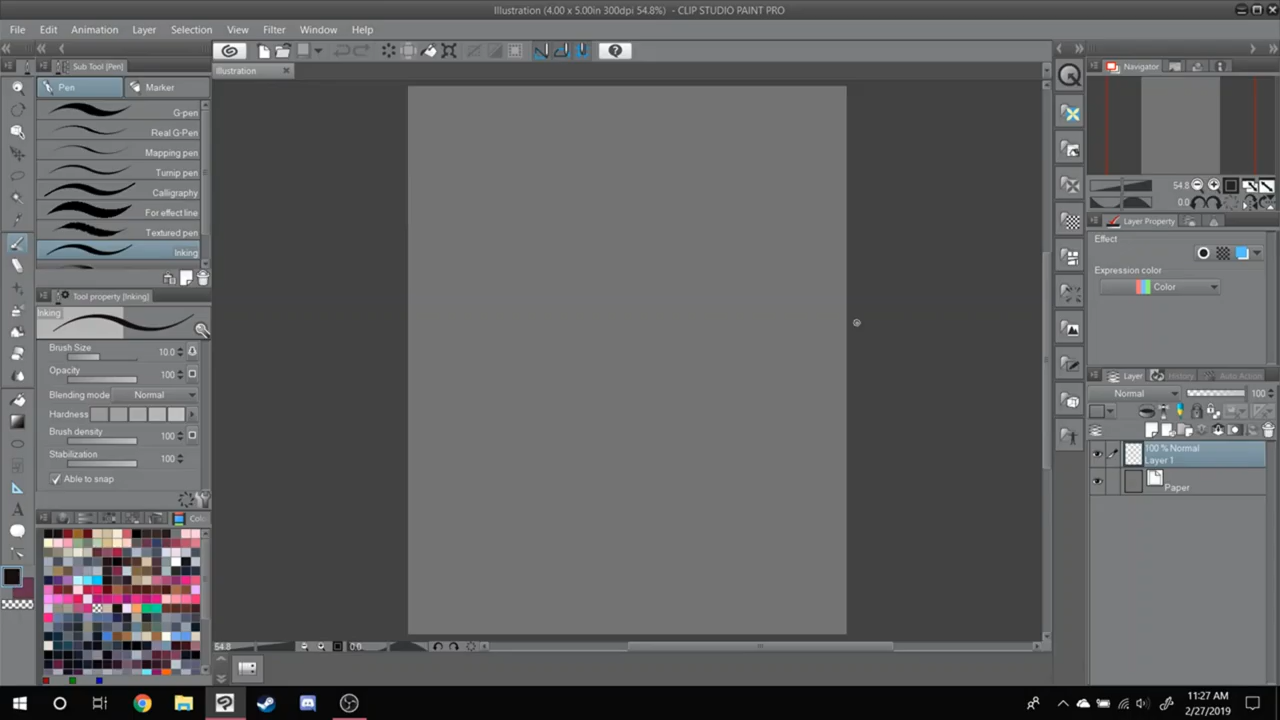 Illustration (4.00 x 5.00in 300dpi 54.8%) - CLIP STUDIO PAINT PRO
File Edit Animation Layer Selection View Filter Window Help
Sub Tool [Pen]
Illustration
Navigator
Pen Marker
G-pen
Real G-Pen
Mapping pen
Turnip pen
Calligraphy
For effect line
Textured pen
Inking
54.8
0.0
Layer Property
Effect
Expression color
Color
Tool property [Inking]
Inking
Brush Size 10.0
Opacity 100
Blending mode Normal
Hardness
Brush density 100
Stabilization 100
Able to snap
Layer History Auto Action
Normal 100
100 % Normal
Layer 1
Paper
Colo
54.8 0.0
11:27 AM
2/27/2019